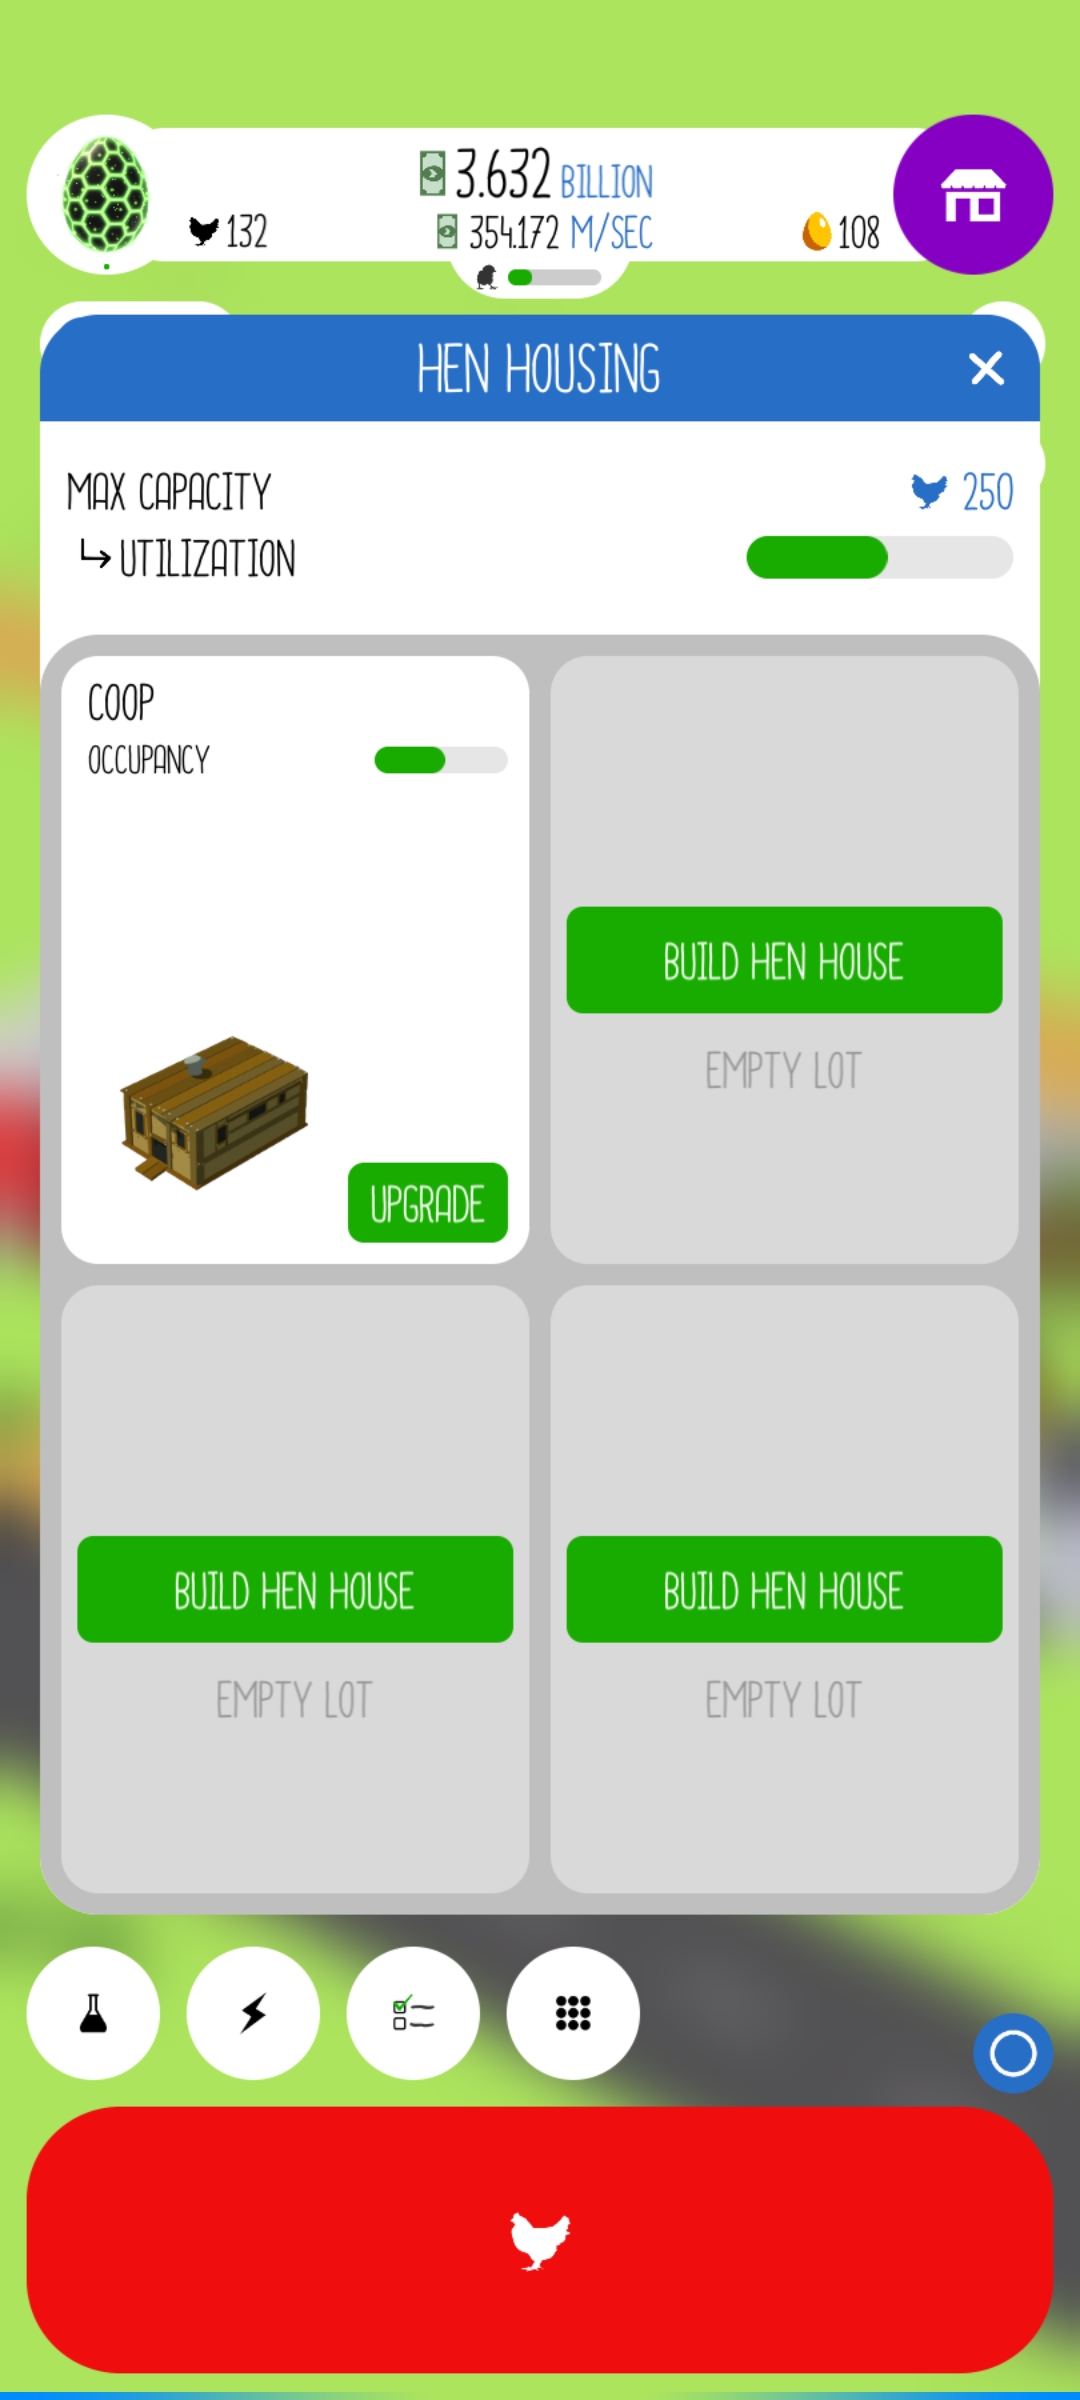 3.632 BILLION
132
354.172 M/SEC
108
HEN HOUSING
MAX CAPACITY
250
UTILIZATION
COOP
OCCUPANCY
UPGRADE
BUILD HEN HOUSE
EMPTY LOT
BUILD HEN HOUSE
EMPTY LOT
BUILD HEN HOUSE
EMPTY LOT